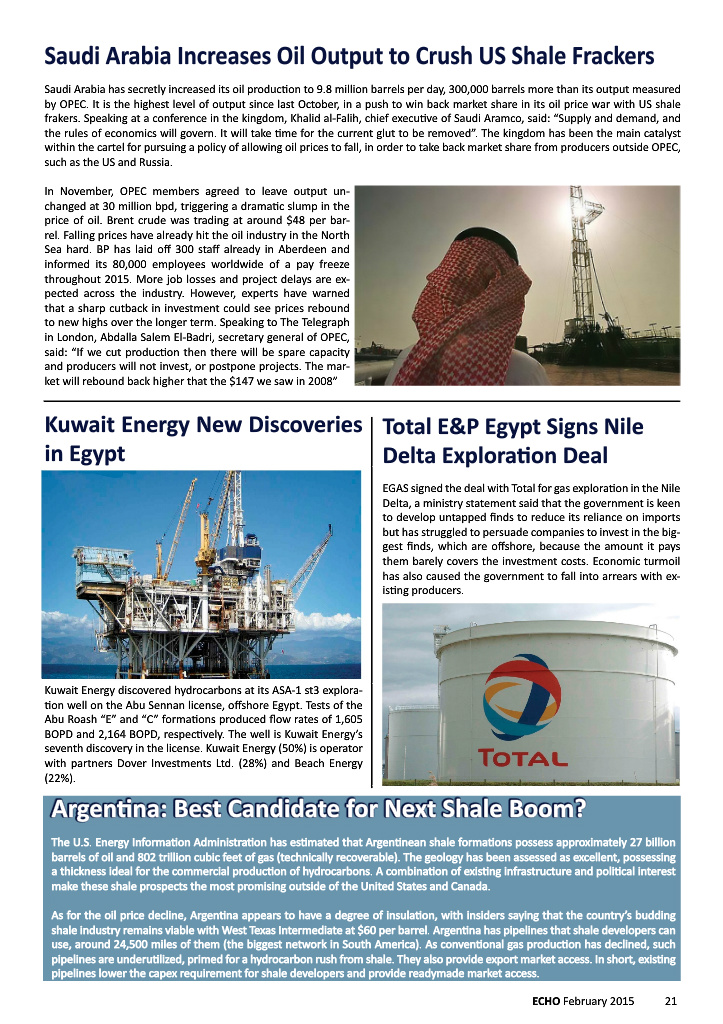 Saudi Arabia Increases Oil Output to Crush US Shale Frackers
Saudi Arabia has secretly increased its oil production to 9.8 million barrels per day, 300,000 barrels more than its output measured
by OPEC. It is the highest level of output since last October, in a push to win back market share in its oil price war with US shale
frakers. Speaking at a conference in the kingdom, Khalid al-Falih, chief executive of Saudi Aramco, said: “Supply and demand, and
the rules of economics will govern. It will take time for the current glut to be removed”. The kingdom has been the main catalyst
within the cartel for pursuing a policy of allowing oil prices to fall, in order to take back market share from producers outside OPEC,
such as the US and Russia.
In November, OPEC members agreed to leave output un-
changed at 30 million bpd, triggering a dramatic slump in the
price of oil. Brent crude was trading at around $48 per bar-
rel. Falling prices have already hit the oil industry in the North
Sea hard. BP has laid off 300 staff already in Aberdeen and
informed its 80,000 employees worldwide of a pay freeze
throughout 2015. More job losses and project delays are ex-
pected across the industry. However, experts have warned
that a sharp cutback in investment could see prices rebound
to new highs over the longer term. Speaking to The Telegraph
in London, Abdalla Salem El-Badri, secretary general of OPEC,
said: “If we cut production then there will be spare capacity
and producers will not invest, or postpone projects. The mar-
ket will rebound back higher that the $147 we saw in 2008”
Kuwait Energy New Discoveries
in Egypt
Kuwait Energy discovered hydrocarbons at its ASA-1 st3 explora-
tion well on the Abu Sennan license, offshore Egypt. Tests of the
Abu Roash “E” and “C” formations produced flow rates of 1,605
BOPD and 2,164 BOPD, respectively. The well is Kuwait Energy’s
seventh discovery in the license. Kuwait Energy (50%) is operator
with partners Dover Investments Ltd. (28%) and Beach Energy
(22%).
Total E&P Egypt Signs Nile
Delta Exploration Deal
EGAS signed the deal with Total for gas exploration in the Nile
Delta, a ministry statement said that the government is keen
to develop untapped finds to reduce its reliance on imports
but has struggled to persuade companies to invest in the big-
gest finds, which are offshore, because the amount it pays
them barely covers the investment costs. Economic turmoil
has also caused the government to fall into arrears with ex-
isting producers.
TOTAL
Argentina: Best Candidate for Next Shale Boom?
The U.S. Energy Information Administration has estimated that Argentinean shale formations possess approximately 27 billion
barrels of oil and 802 trillion cubic feet of gas (technically recoverable). The geology has been assessed as excellent, possessing
a thickness ideal for the commercial production of hydrocarbons. A combination of existing infrastructure and political interest
make these shale prospects the most promising outside of the United States and Canada.
As for the oil price decline, Argentina appears to have a degree of insulation, with insiders saying that the country’s budding
shale industry remains viable with West Texas Intermediate at $60 per barrel. Argentina has pipelines that shale developers can
use, around 24,500 miles of them (the biggest network in South America). As conventional gas production has declined, such
pipelines are underutilized, primed for a hydrocarbon rush from shale. They also provide export market access. In short, existing
pipelines lower the capex requirement for shale developers and provide readymade market access.
ECHO February 2015 21